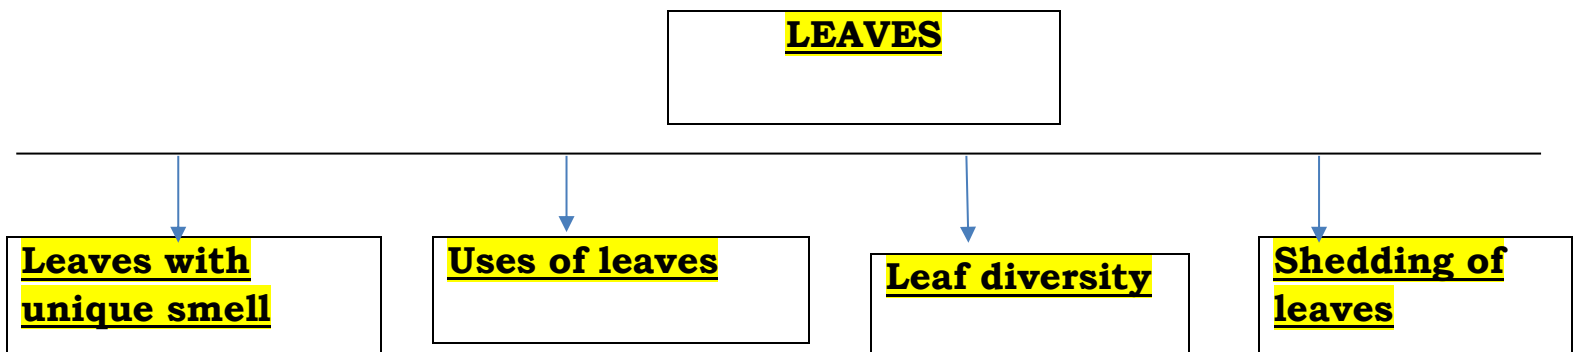 LEAVES
Leaves with
unique smell
Uses of leaves
Leaf diversity
Shedding of
leaves